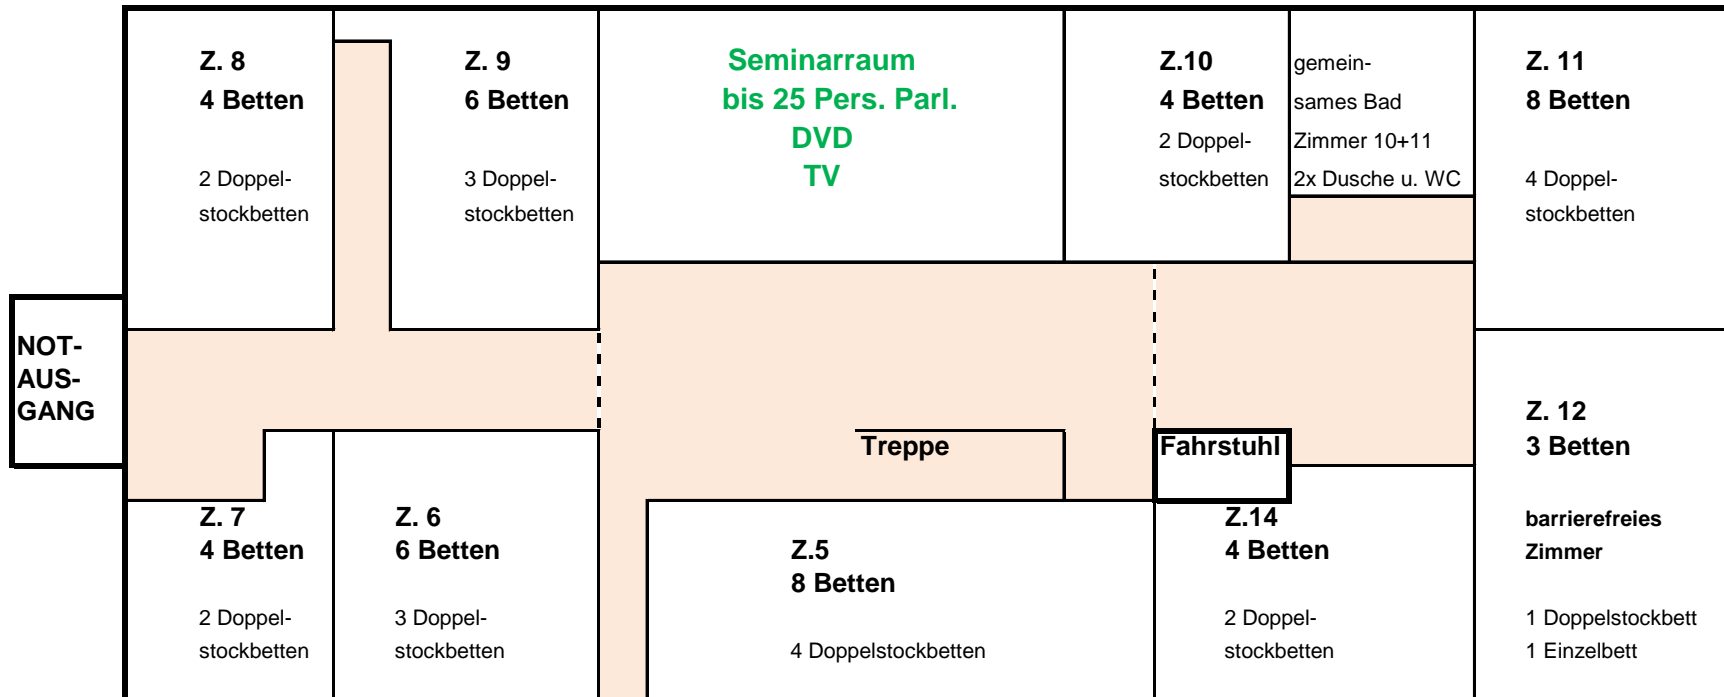 Z. 8
4 Betten
2 Doppel-
stockbetten
Z. 9
6 Betten
3 Doppel-
stockbetten
Seminarraum
bis 25 Pers. Parl.
DVD
TV
Z.10
4 Betten
2 Doppel-
stockbetten
gemein-
sames Bad
Zimmer 10+11
2x Dusche u. WC
Z. 11
8 Betten
4 Doppel-
stockbetten
NOT-
AUS-
GANG
Treppe
Fahrstuhl
Z. 12
3 Betten
barrierefreies
Zimmer
1 Doppelstockbett
1 Einzelbett
Z. 7
4 Betten
2 Doppel-
stockbetten
Z. 6
6 Betten
3 Doppel-
stockbetten
Z.5
8 Betten
4 Doppelstockbetten
Z.14
4 Betten
2 Doppel-
stockbetten